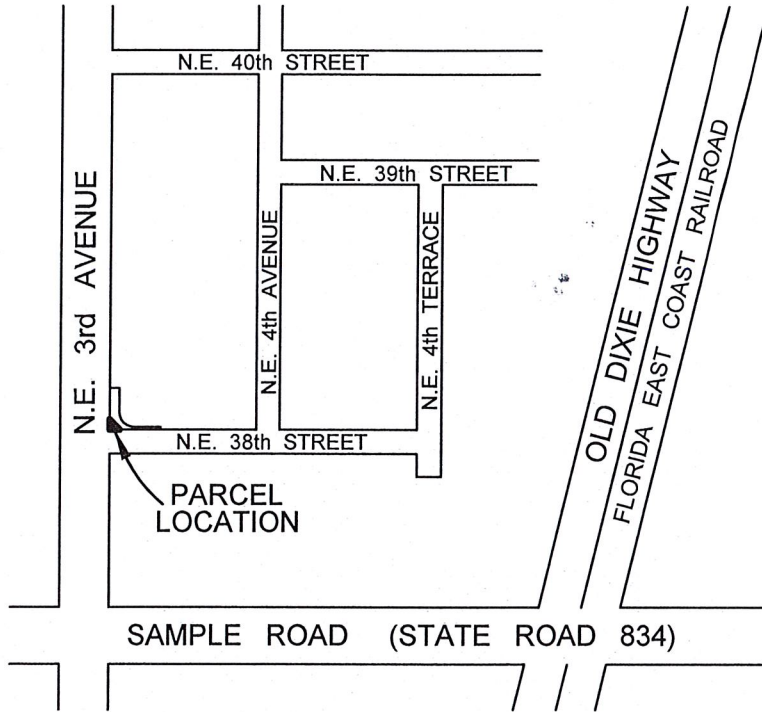 N.E. 40th STREET
N.E. 39th STREET
N.E. 3rd AVENUE
N.E. 4th AVENUE
N.E. 4th TERRACE
OLD DIXIE HIGHWAY
FLORIDA EAST COAST RAILROAD
N.E. 38th STREET
PARCEL
LOCATION
SAMPLE ROAD (STATE ROAD 834)